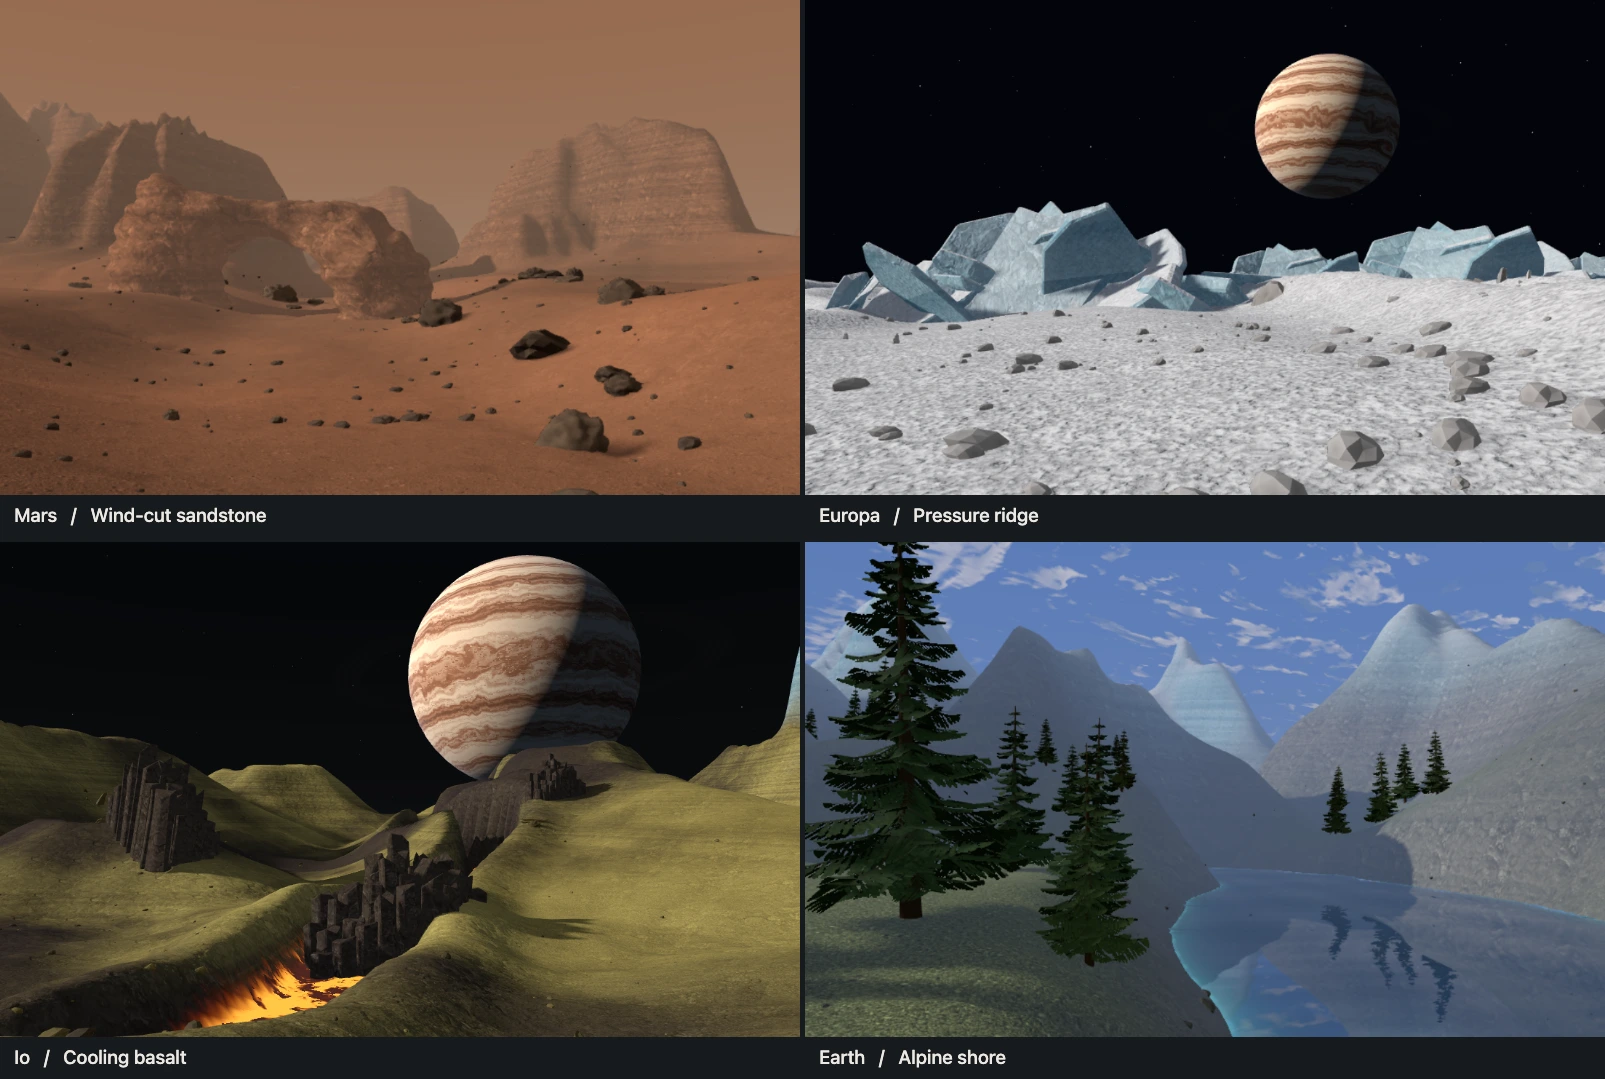 Mars / Wind-cut sandstone
Europa / Pressure ridge
Io / Cooling basalt
Earth / Alpine shore